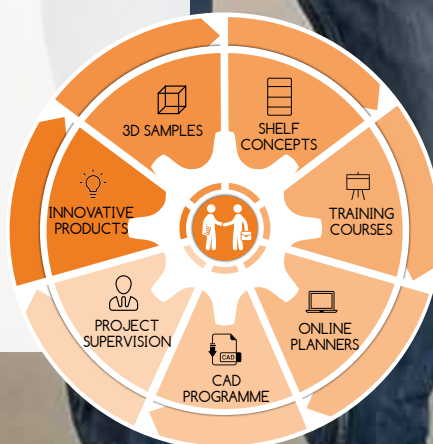 3D SAMPLES
SHELF
CONCEPTS
INNOVATIVE
PRODUCTS
TRAINING
COURSES
PROJECT
SUPERVISION
ONLINE
PLANNERS
CAD
CAD
PROGRAMME